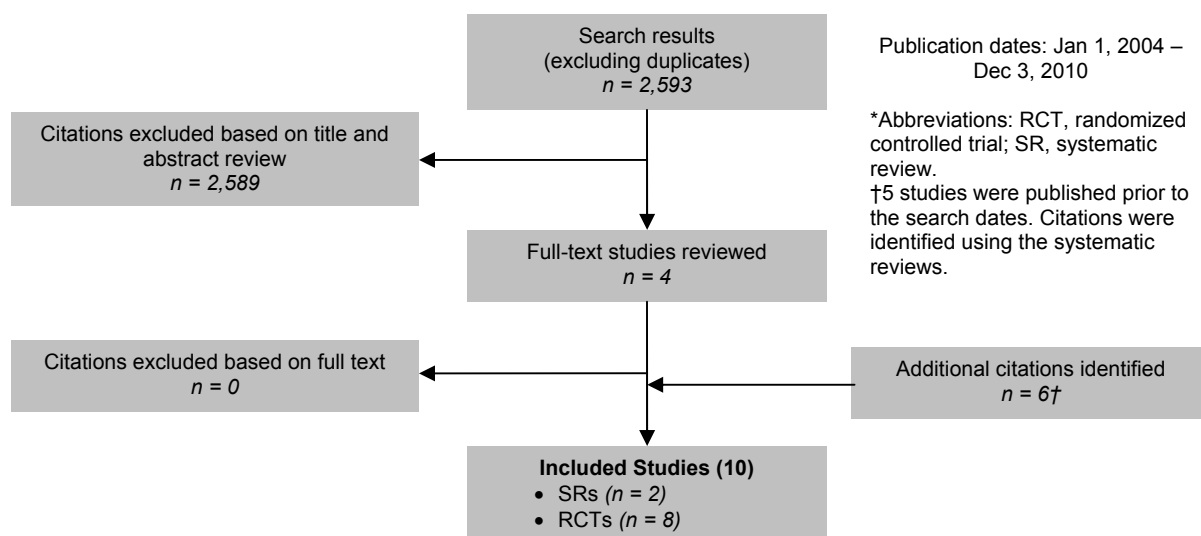 Search results
(excluding duplicates)
n = 2,593
Publication dates: Jan 1, 2004 –
Dec 3, 2010
*Abbreviations: RCT, randomized
controlled trial; SR, systematic
review.
†5 studies were published prior to
the search dates. Citations were
identified using the systematic
reviews.
Citations excluded based on title and
abstract review
n = 2,589
Full-text studies reviewed
n = 4
Citations excluded based on full text
n = 0
Additional citations identified
n = 6†
Included Studies (10)
• SRs (n = 2)
• RCTs (n = 8)